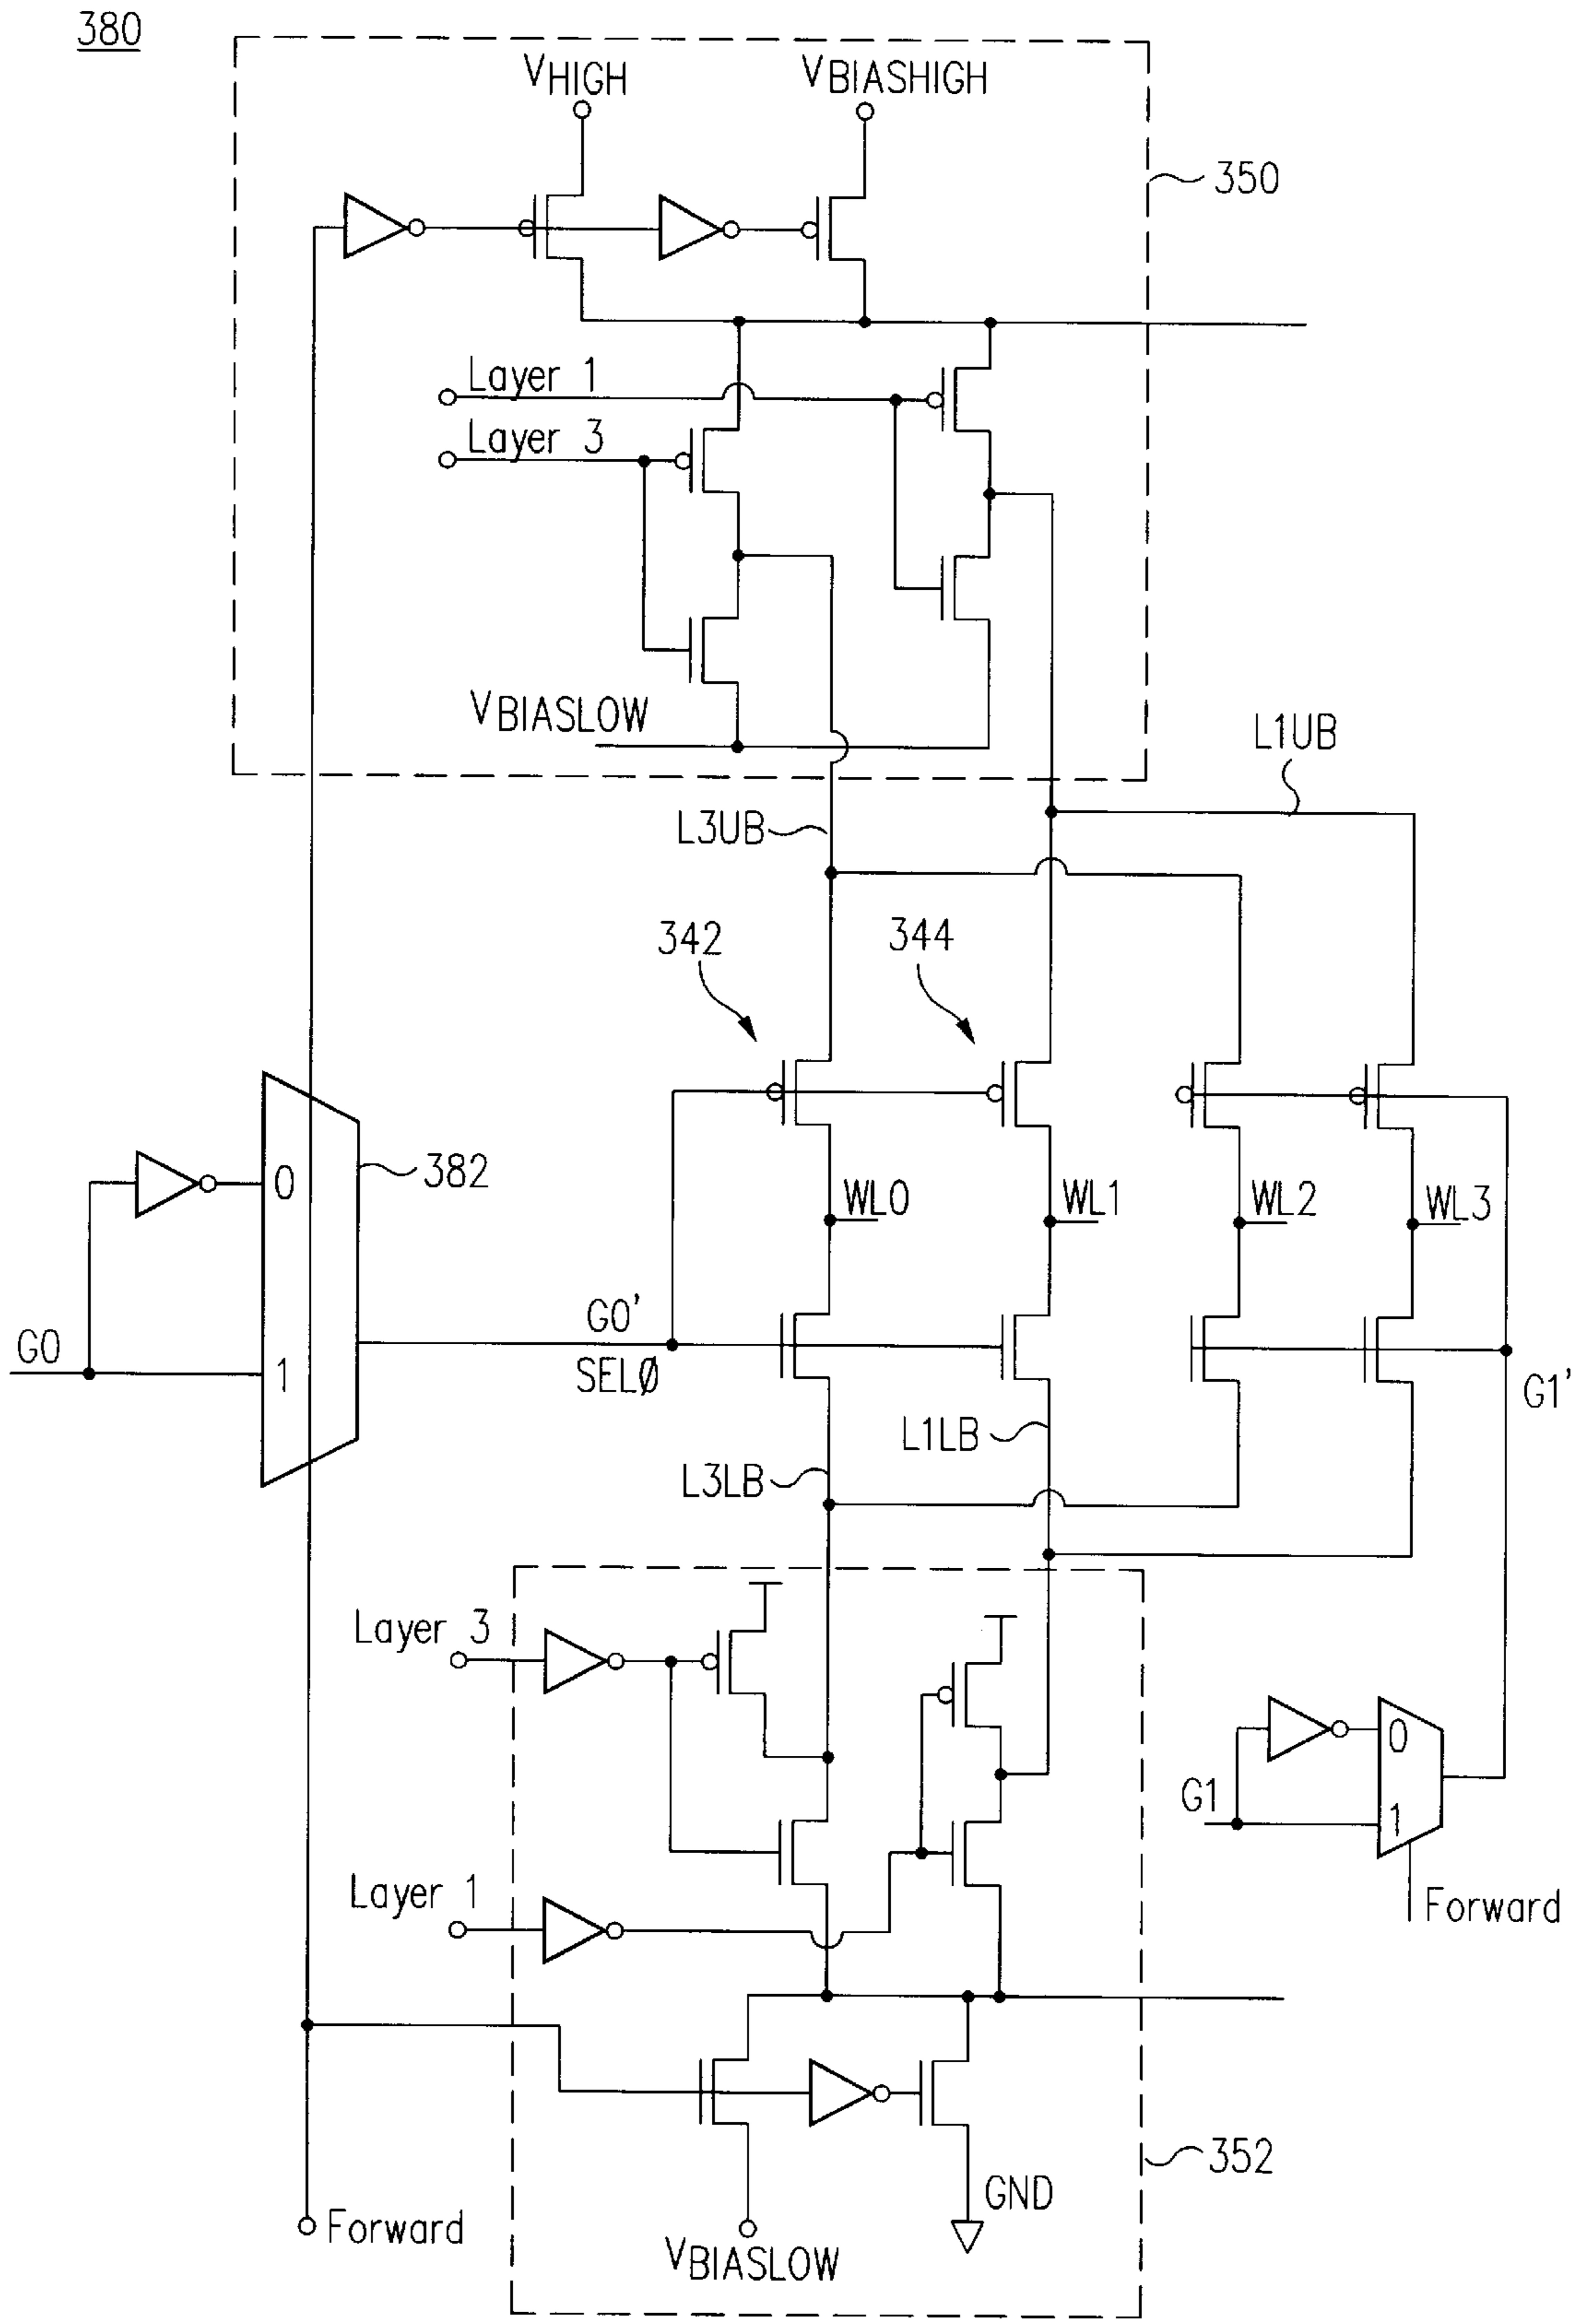 380
VHIGH
VBIASHIGH
350
Layer 1
Layer 3
VBIASLOW
L1UB
L3UB
342
344
0
382
WL0
WL1
WL2
WL3
G0
1
G0'
SELØ
G1'
L1LB
L3LB
Layer 3
0
G1
1
Layer 1
Forward
352
GND
Forward
VBIASLOW